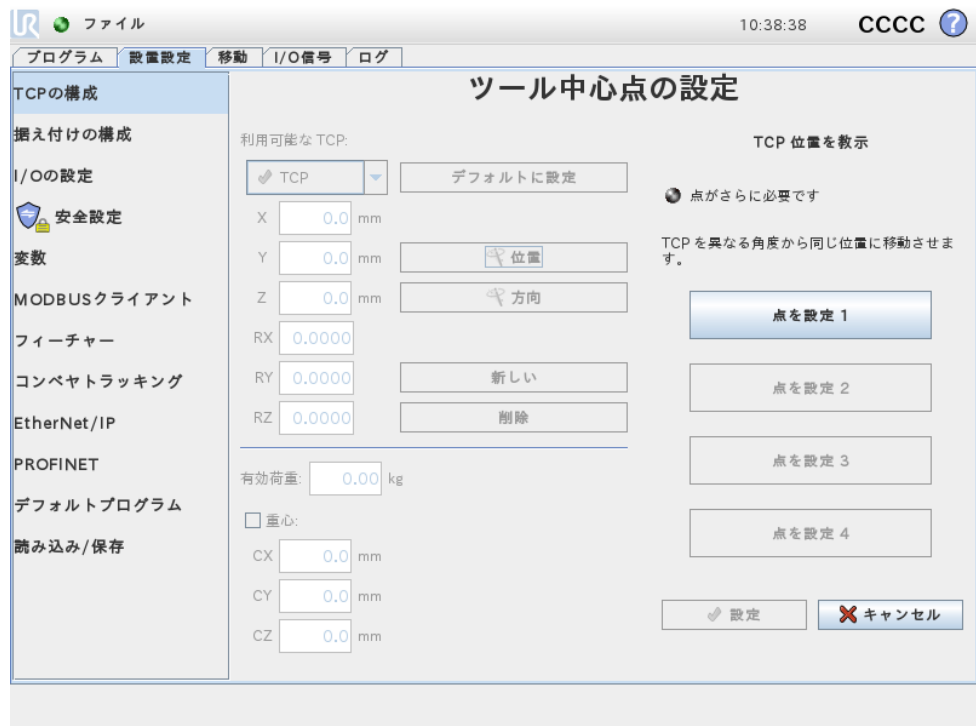 UR ファイル 10:38:38 CCCC ?
プログラム 設置設定 移動 I/O信号 ログ
TCPの構成
据え付けの構成
I/Oの設定
安全設定
変数
MODBUSクライアント
フィーチャー
コンベヤトラッキング
EtherNet/IP
PROFINET
デフォルトプログラム
読み込み/保存
ツール中心点の設定
利用可能な TCP:
TCP デフォルトに設定
X 0.0 mm
Y 0.0 mm 位置
Z 0.0 mm 方向
RX 0.0000
RY 0.0000 新しい
RZ 0.0000 削除
有効荷重: 0.00 kg
重心:
CX 0.0 mm
CY 0.0 mm
CZ 0.0 mm
TCP 位置を教示
点がさらに必要です
TCP を異なる角度から同じ位置に移動させま
す。
点を設定 1
点を設定 2
点を設定 3
点を設定 4
設定 キャンセル